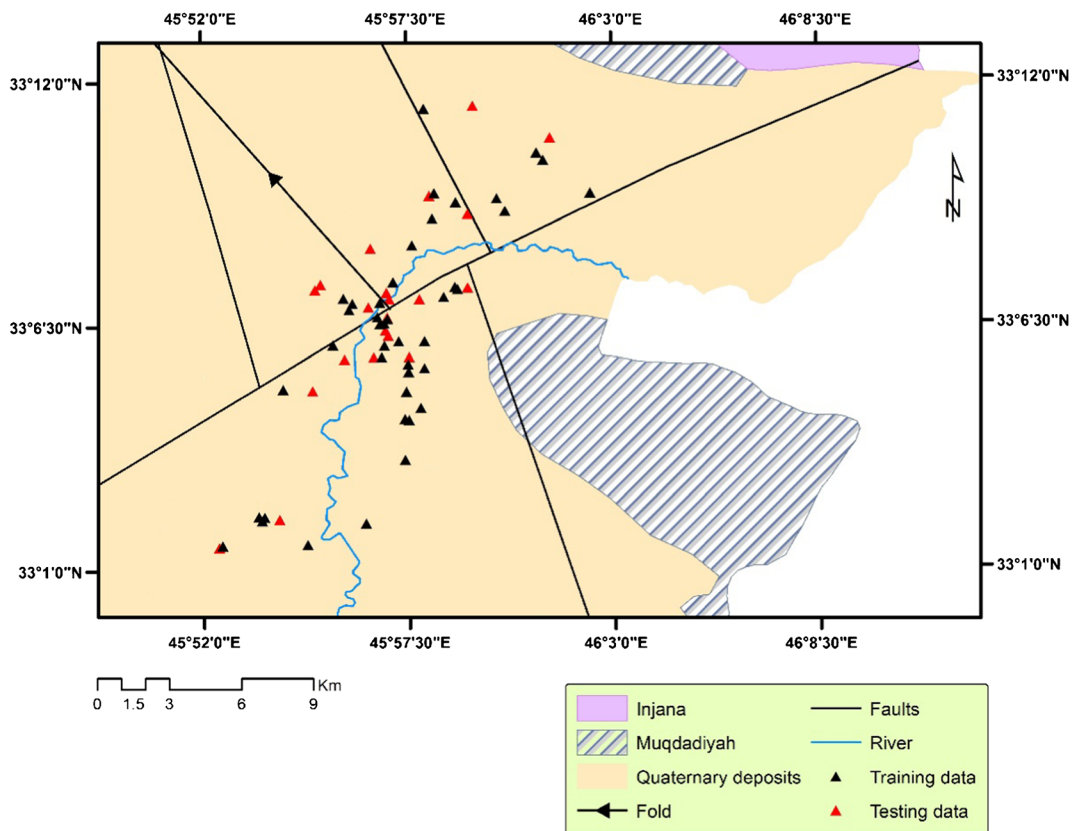 45°52'0"E 45°57'30"E 46°3'0"E 46°8'30"E
33°12'0"N 33°12'0"N
N
33°6'30"N 33°6'30"N
33°1'0"N 33°1'0"N
45°52'0"E 45°57'30"E 46°3'0"E 46°8'30"E
Km
0 1.5 3 6 9
Injana Faults
Muqdadiyah River
Quaternary deposits Training data
Fold Testing data